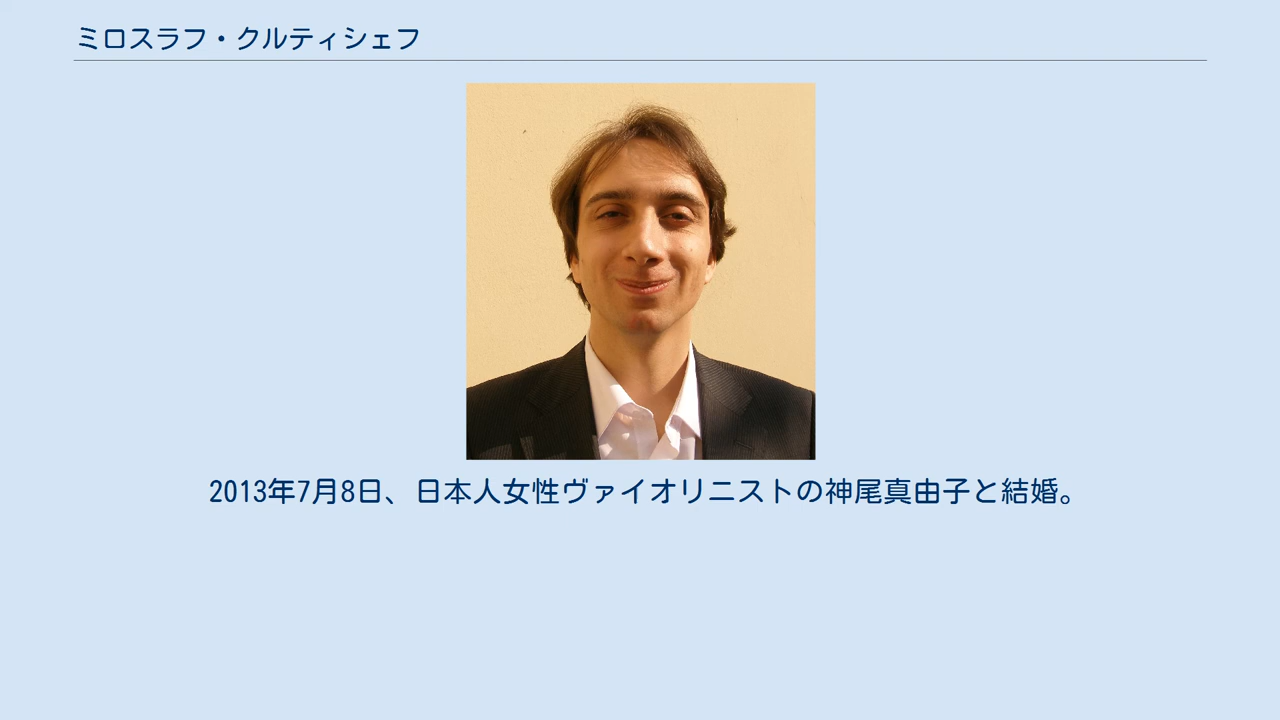 ミロスラフ・クルティシェフ
2013年7月8日、日本人女性ヴァイオリニストの神尾真由子と結婚。